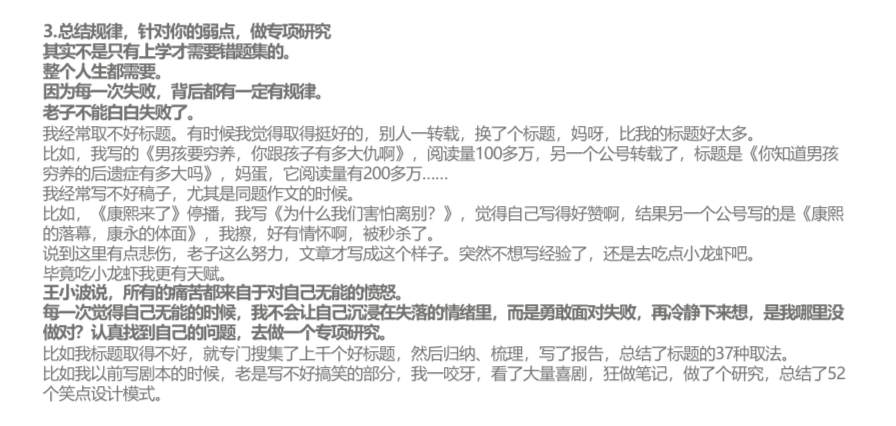 3.总结规律，针对你的弱点，做专项研究
其实不是只有上学才需要错题集的。
整个人生都需要。
因为每一次失败，背后都有一定有规律。
老子不能白白失败了。
我经常取不好标题。有时候我觉得取得挺好的，别人一转载，换了个标题，妈呀，比我的标题好太多。
比如，我写的《男孩要穷养，你跟孩子有多大仇啊》，阅读量100多万，另一个公号转载了，标题是《你知道男孩
穷养的后遗症有多大吗》，妈蛋，它阅读量有200多万......
我经常写不好稿子，尤其是同题作文的时候。
比如，《康熙来了》停播，我写《为什么我们害怕离别？》，觉得自己写得好赞啊，结果另一个公号写的是《康熙
的落幕，康永的体面》，我擦，好有情怀啊，被秒杀了。
说到这里有点悲伤，老子这么努力，文章才写成这个样子。突然不想写经验了，还是去吃点小龙虾吧。
毕竟吃小龙虾我更有天赋。
王小波说，所有的痛苦都来自于对自己无能的愤怒。
每一次觉得自己无能的时候，我不会让自己沉浸在失落的情绪里，而是勇敢面对失败，再冷静下来想，是我哪里没
做对？认真找到自己的问题，去做一个专项研究。
比如我标题取得不好，就专门搜集了上千个好标题，然后归纳、梳理，写了报告，总结了标题的37种取法。
比如我以前写剧本的时候，老是写不好搞笑的部分，我一咬牙，看了大量喜剧，狂做笔记，做了个研究，总结了52
个笑点设计模式。